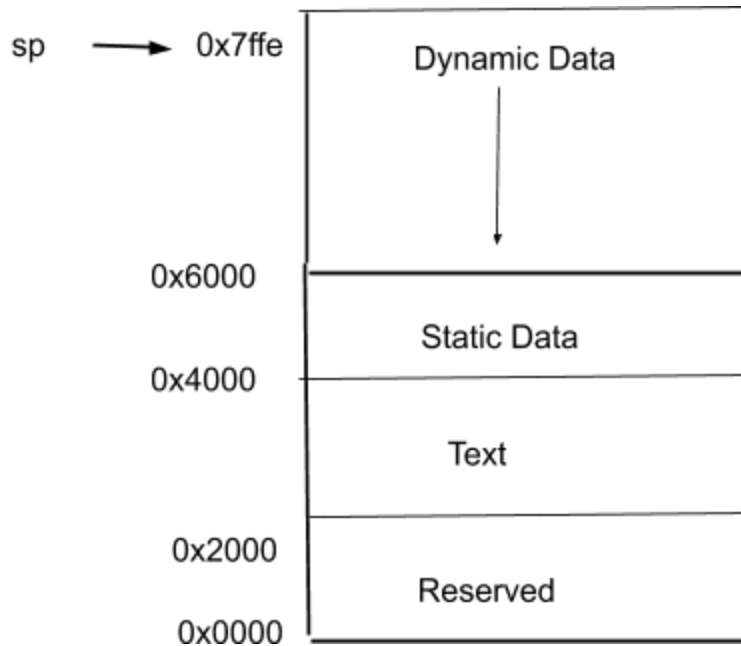 sp 0x7ffe Dynamic Data
0x6000
Static Data
0x4000
Text
0x2000
Reserved
0x0000